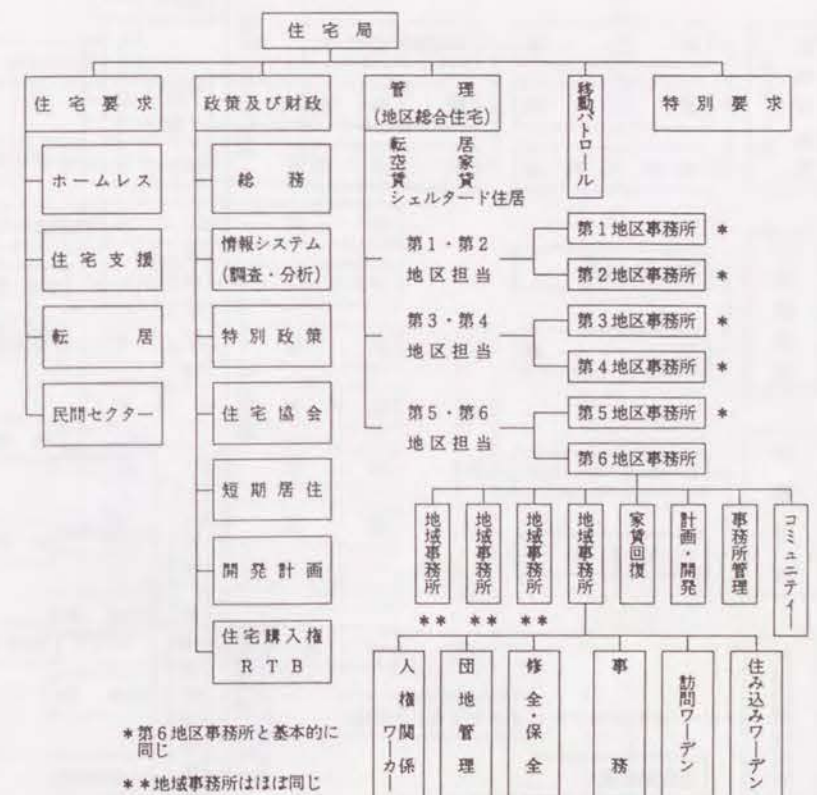 住宅局
住宅要求
政策及び財政
管理
(地区総合住宅)
移動パトロール
特別要求
ホームレス
住宅支援
転居
民間セクター
総務
情報システム
(調査・分析)
特別政策
住宅協会
短期居住
開発計画
住宅購入権
RTB
転居
空家
賃貸
シェルタード住居
第1・第2
地区担当
第3・第4
地区担当
第5・第6
地区担当
第1地区事務所 *
第2地区事務所 *
第3地区事務所 *
第4地区事務所 *
第5地区事務所 *
第6地区事務所
地域事務所
地域事務所
地域事務所
地域事務所
家賃回復
計画・開発
事務所管理
コミュニティー
** ** **
人権関係ワーカー
団地管理
修全・保全
事務
訪問ワーデン
住み込みワーデン
*第6地区事務所と基本的に
同じ
**地域事務所はほぼ同じ